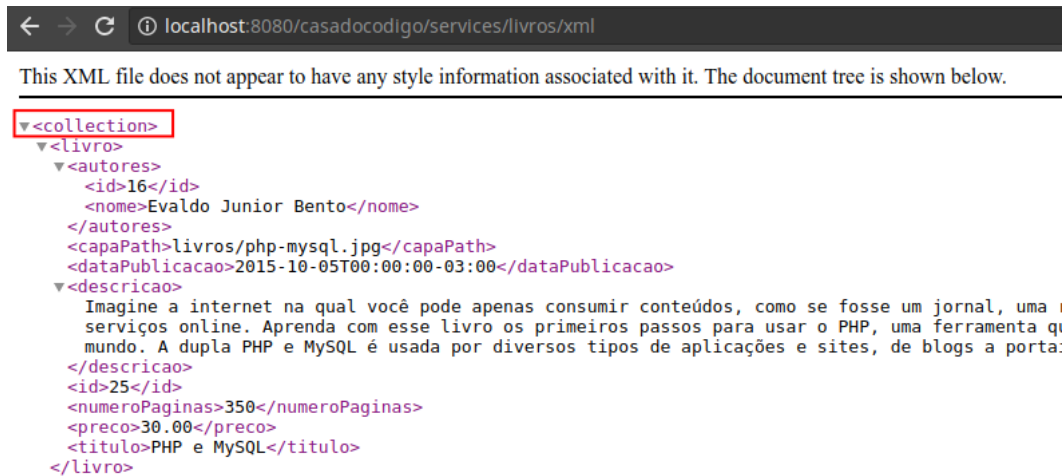 localhost:8080/casadocodigo/services/livros/xml
This XML file does not appear to have any style information associated with it. The document tree is shown below.
<collection>
<livro>
<autores>
<id>16</id>
<nome>Evaldo Junior Bento</nome>
</autores>
<capaPath>livros/php-mysql.jpg</capaPath>
<dataPublicacao>2015-10-05T00:00:00-03:00</dataPublicacao>
<descricao>
Imagine a internet na qual você pode apenas consumir conteúdos, como se fosse um jornal, uma
serviços online. Aprenda com esse livro os primeiros passos para usar o PHP, uma ferramenta
mundo. A dupla PHP e MySQL é usada por diversos tipos de aplicações e sites, de blogs a
</descricao>
<id>25</id>
<numeroPaginas>350</numeroPaginas>
<preco>30.00</preco>
<titulo>PHP e MySQL</titulo>
</livro>